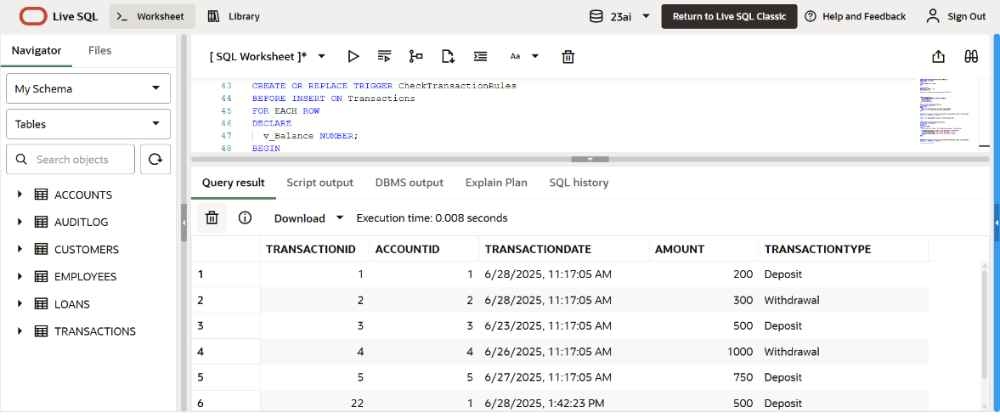 Live SQL Worksheet Library 23ai Return to Live SQL Classic Help and Feedback Sign Out
Navigator Files
My Schema
Tables
Search objects
ACCOUNTS
AUDITLOG
CUSTOMERS
EMPLOYEES
LOANS
TRANSACTIONS
[ SQL Worksheet ]* Aa
43 CREATE OR REPLACE TRIGGER CheckTransactionRules
44 BEFORE INSERT ON Transactions
45 FOR EACH ROW
46 DECLARE
47 v_Balance NUMBER;
48 BEGIN
Query result Script output DBMS output Explain Plan SQL history
Download Execution time: 0.008 seconds
TRANSACTIONID ACCOUNTID TRANSACTIONDATE AMOUNT TRANSACTIONTYPE
1 1 1 6/28/2025, 11:17:05 AM 200 Deposit
2 2 2 6/28/2025, 11:17:05 AM 300 Withdrawal
3 3 3 6/23/2025, 11:17:05 AM 500 Deposit
4 4 4 6/26/2025, 11:17:05 AM 1000 Withdrawal
5 5 5 6/27/2025, 11:17:05 AM 750 Deposit
6 22 1 6/28/2025, 1:42:23 PM 500 Deposit